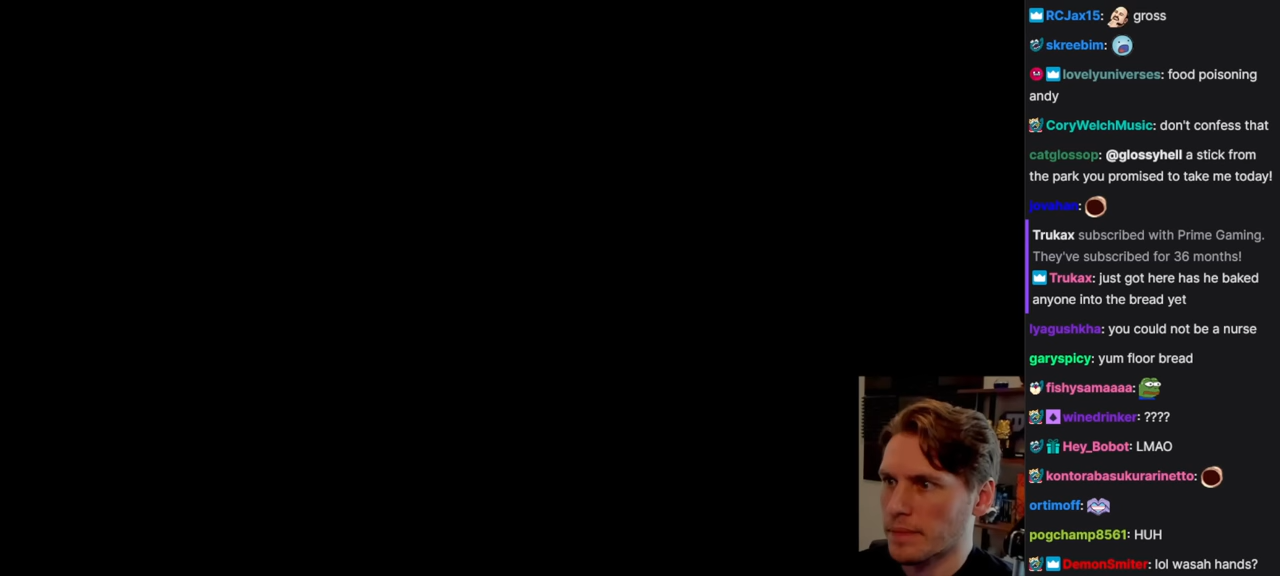 RCJax15: gross
skreebim:
lovelyuniverses: food poisoning
andy
CoryWelchMusic: don't confess that
catglossop: @glossyhell a stick from
the park you promised to take me today!
jovahan:
Trukax subscribed with Prime Gaming.
They've subscribed for 36 months!
Trukax: just got here has he baked
anyone into the bread yet
lyagushkha: you could not be a nurse
garyspicy: yum floor bread
fishysamaaaa:
winedrinker: ????
Hey_Bobot: LMAO
kontorabasukurarinetto:
ortimoff:
pogchamp8561: HUH
DemonSmiter: lol wasah hands?